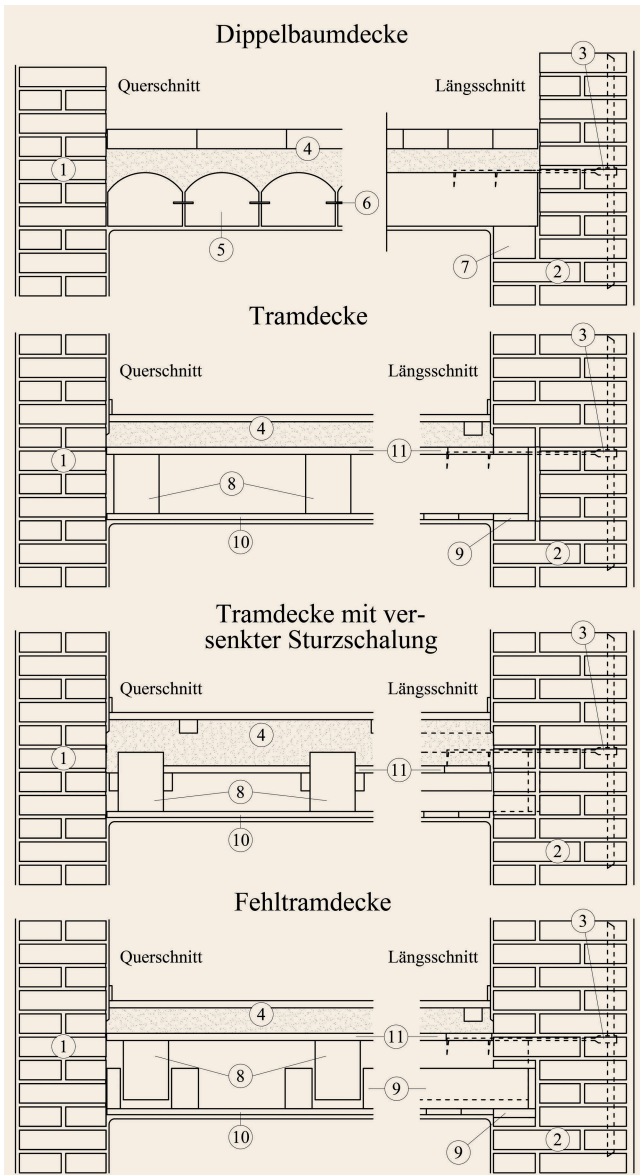 Dippelbaumdecke
Querschnitt Längsschnitt 3
4
1
6
5
7 2
Tramdecke
Querschnitt Längsschnitt 3
4
11
1 3
8
10 9 2
Tramdecke mit ver-
senkter Sturzschalung
Querschnitt Längsschnitt 3
4
1 11
8
10 2
Fehltramdecke
Querschnitt Längsschnitt 3
4
11
1
8 9
10 9 2